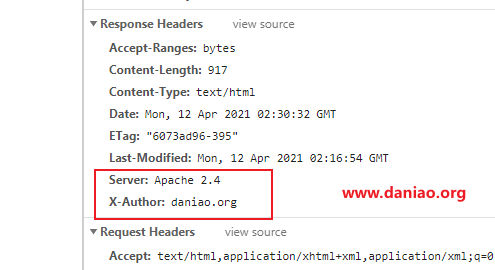 Response Headers view source
Accept-Ranges: bytes
Content-Length: 917
Content-Type: text/html
Date: Mon, 12 Apr 2021 02:30:32 GMT
ETag: "6073ad96-395"
Last-Modified: Mon, 12 Apr 2021 02:16:54 GMT
Server: Apache 2.4
X-Author: daniao.org
www.daniao.org
Request Headers view source
Accept: text/html,application/xhtml+xml,application/xml;q=0